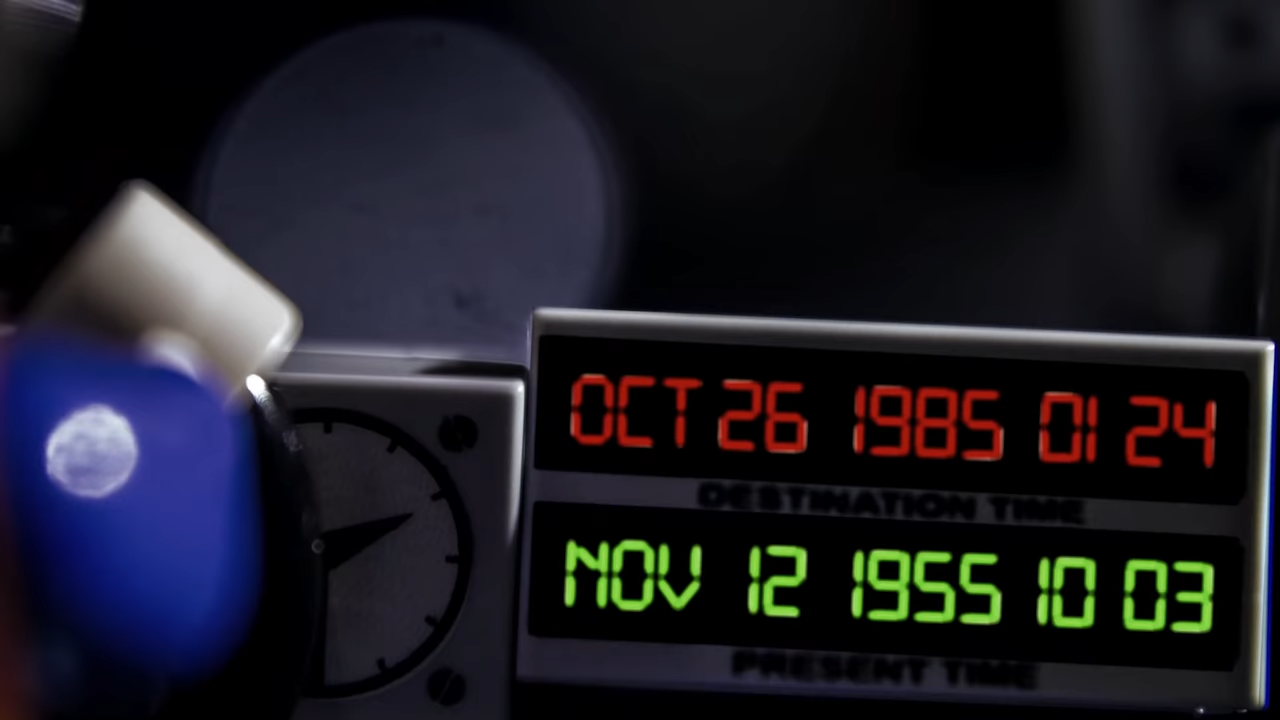 OCT 26 1985 01 24
DESTINATION TIME
NOV 12 1955 10 03
PRESENT TIME